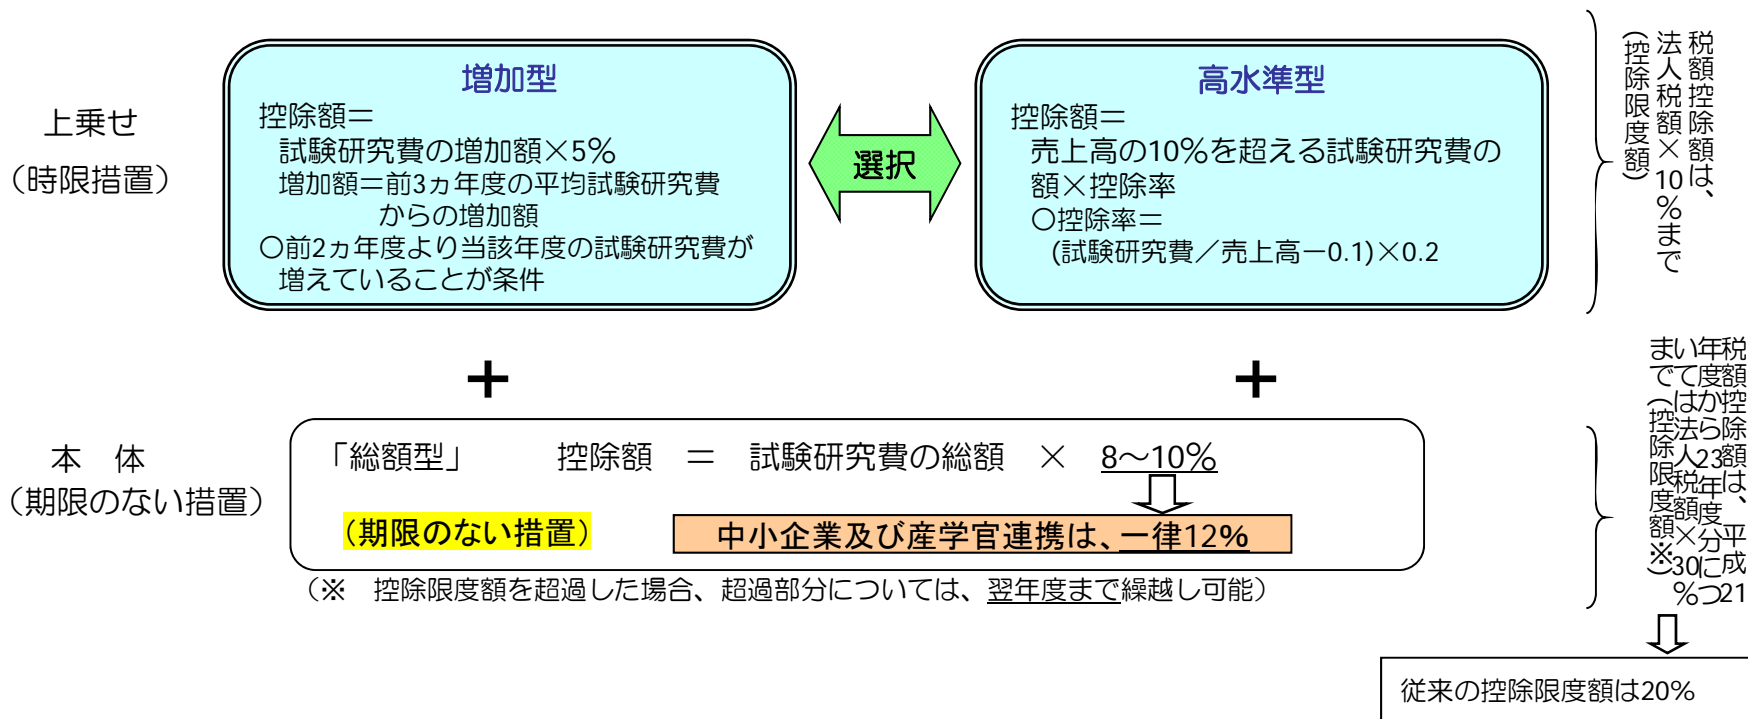 上乗せ
（時限措置）
増加型
控除額＝
試験研究費の増加額×5％
増加額＝前3ヵ年度の平均試験研究費
からの増加額
○前2ヵ年度より当該年度の試験研究費が
増えていることが条件
選択
高水準型
控除額＝
売上高の10％を超える試験研究費の
額×控除率
○控除率＝
(試験研究費／売上高－0.1)×0.2
税額控除額は、
法人税額×10％まで
（控除限度額）
＋
＋
本　体
（期限のない措置）
「総額型」　控除額　＝　試験研究費の総額　×　8～10％
（期限のない措置）
中小企業及び産学官連携は、一律12％
（※　控除限度額を超過した場合、超過部分については、翌年度まで繰越し可能）
税額控除額は、平成21
年度から23年度分につ
いては法人税額×30％
まで（控除限度額※）
従来の控除限度額は20％